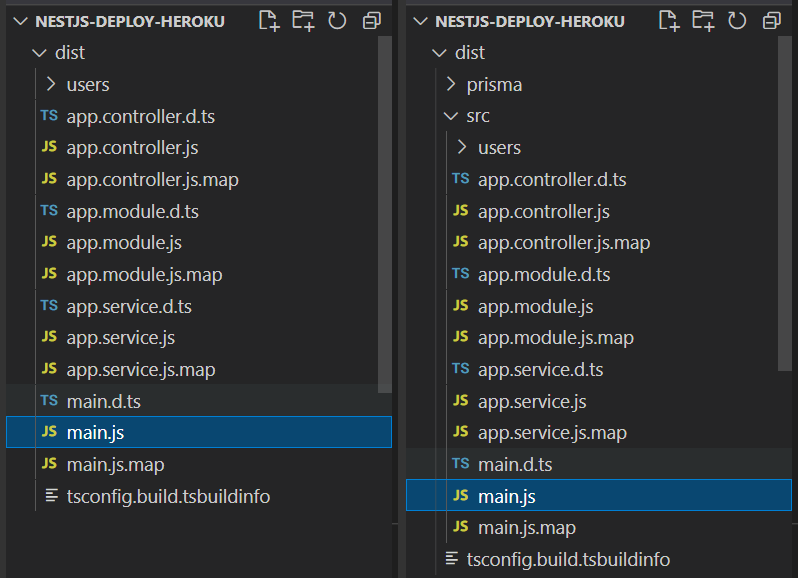 NESTJS-DEPLOY-HEROKU
dist
users
TS app.controller.d.ts
JS app.controller.js
JS app.controller.js.map
TS app.module.d.ts
JS app.module.js
JS app.module.js.map
TS app.service.d.ts
JS app.service.js
JS app.service.js.map
TS main.d.ts
JS main.js
JS main.js.map
tsconfig.build.tsbuildinfo
NESTJS-DEPLOY-HEROKU
dist
prisma
src
users
TS app.controller.d.ts
JS app.controller.js
JS app.controller.js.map
TS app.module.d.ts
JS app.module.js
JS app.module.js.map
TS app.service.d.ts
JS app.service.js
JS app.service.js.map
TS main.d.ts
JS main.js
JS main.js.map
tsconfig.build.tsbuildinfo